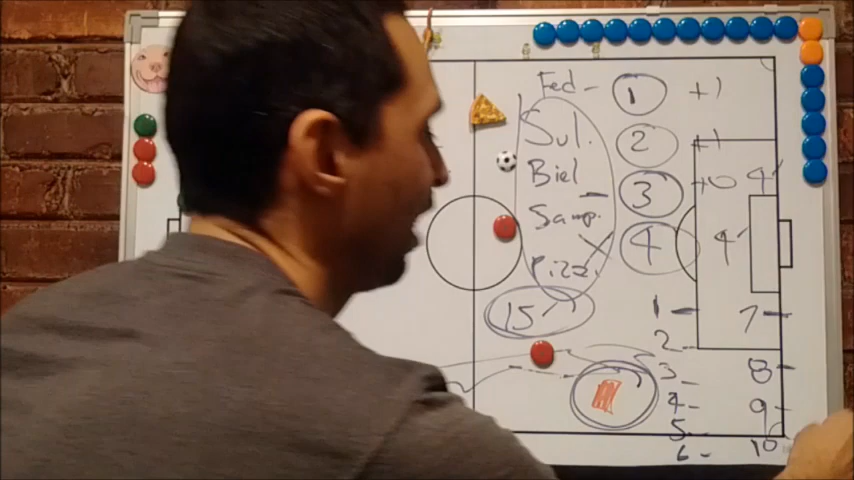 Fed - 1 +1
Sul. 2 +1
Biel 3 +0 4'
Samp. 4 4'
Pizz.
15'
1 - 7 -
2 -
3 - 8 -
4 - 9 -
5 -
6 - 10